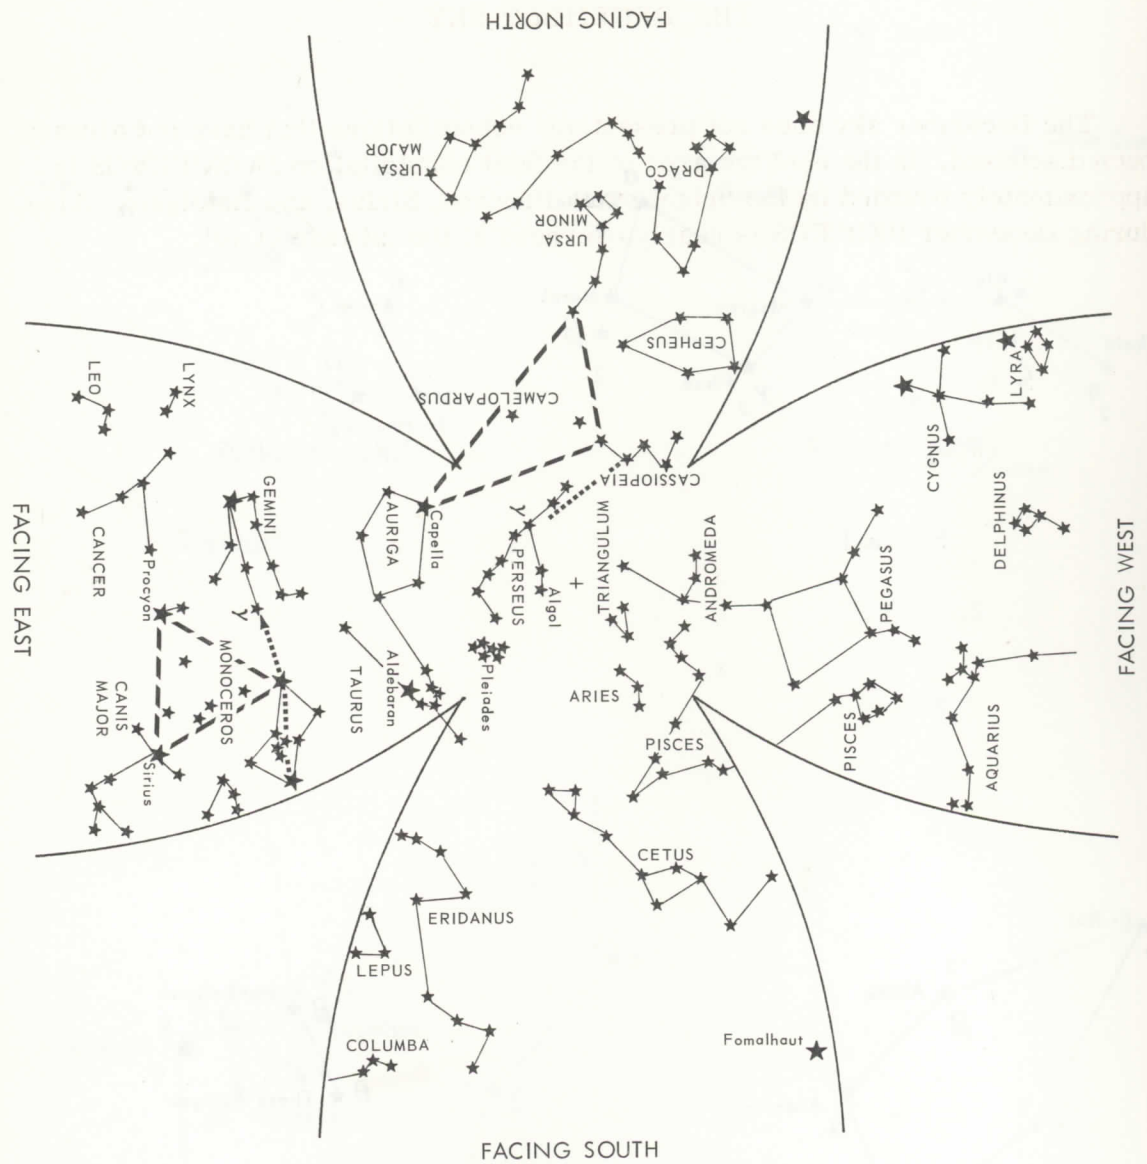 FACING NORTH
URSA
MAJOR
DRACO
URSA
MINOR
CEPHEUS
CAMELLOPARDUS
CASSIOPEIA
LEO
LYNX
CANCER
GEMINI
Procyon
γ
MONOCEROS
CANIS
MAJOR
Sirius
FACING EAST
AURIGA
Capella
TAURUS
Aldebaran
Pleiades
γ
PERSEUS
Algol
+
TRIANGULUM
ANDROMEDA
ARIES
PISCES
LYRA
CYGNUS
DELPHINUS
PEGASUS
PISCES
AQUARIUS
FACING WEST
CETUS
ERIDANUS
LEPUS
COLUMBA
Fomalhaut
FACING SOUTH